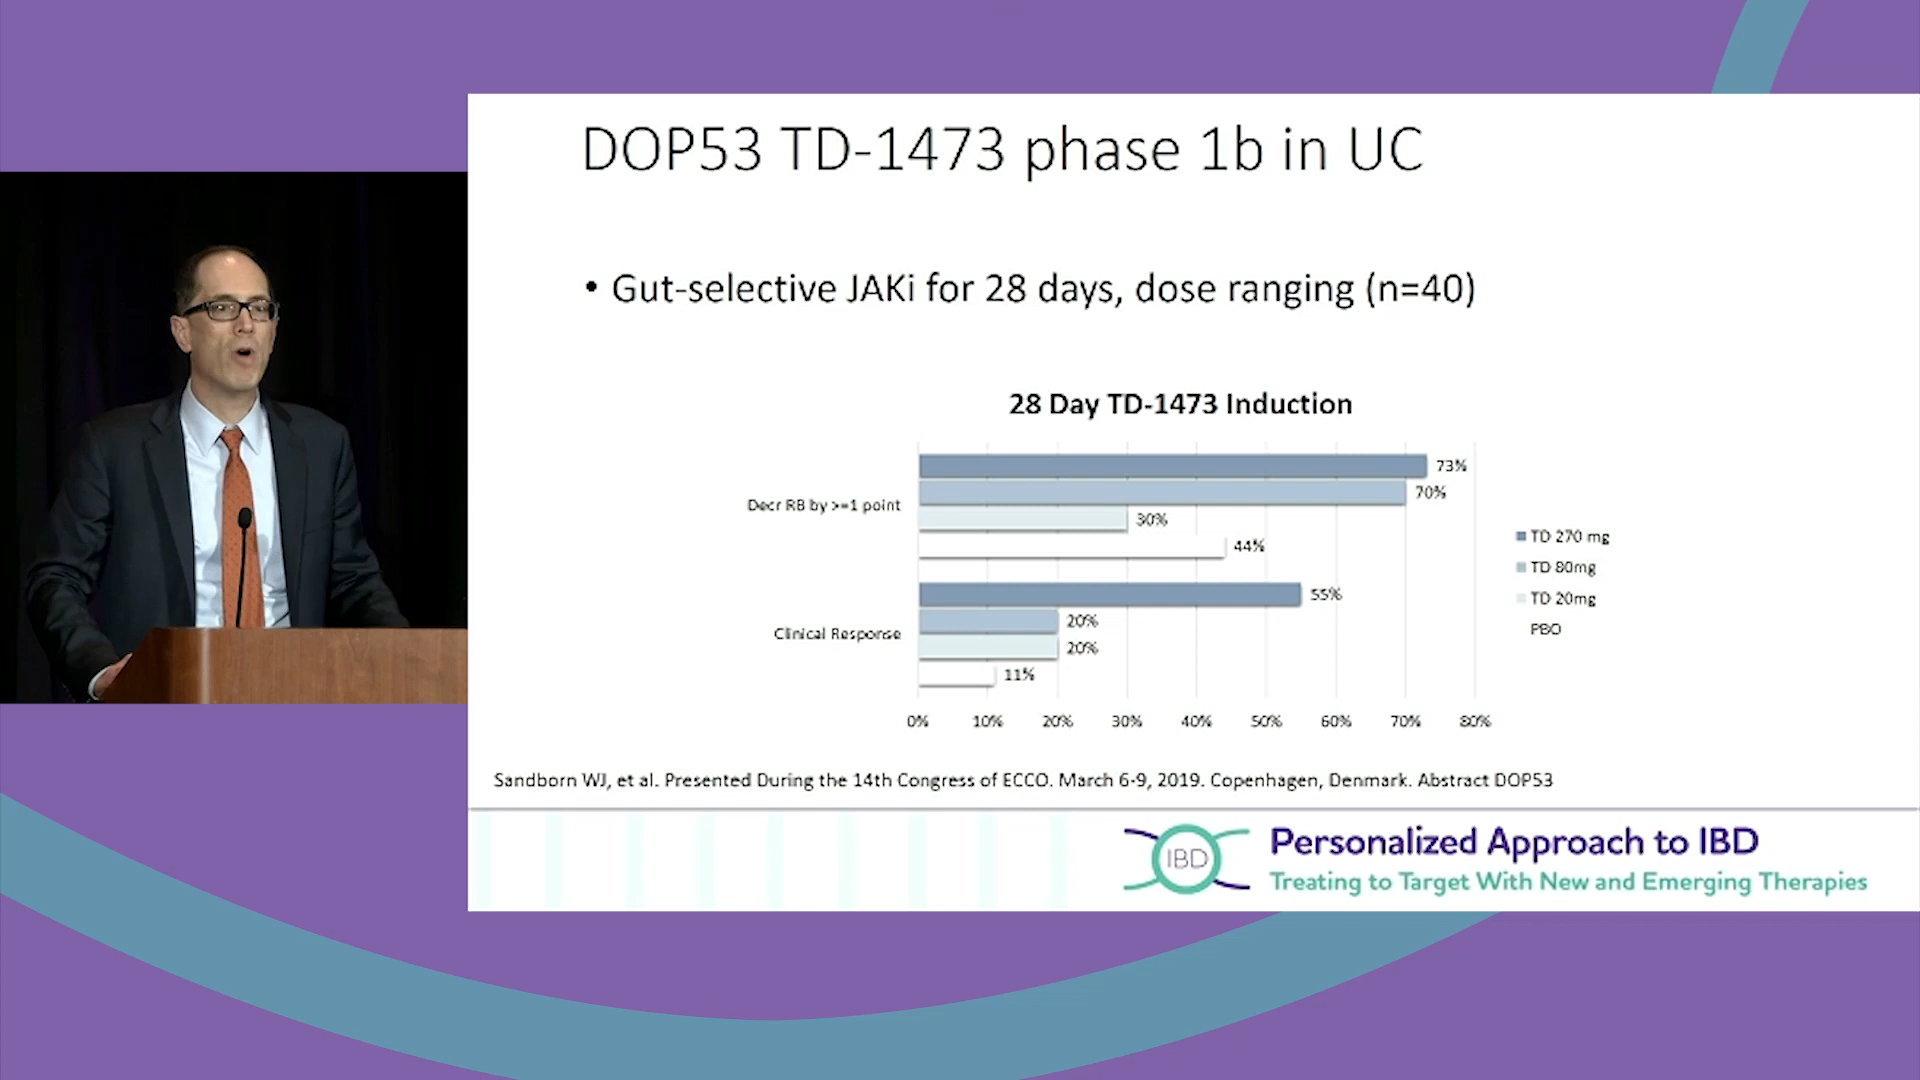 DOP53 TD-1473 phase 1b in UC
• Gut-selective JAKi for 28 days, dose ranging (n=40)
28 Day TD-1473 Induction
Decr RB by >=1 point
73%
70%
30%
44%
Clinical Response
55%
20%
20%
11%
0% 10% 20% 30% 40% 50% 60% 70% 80%
TD 270 mg
TD 80mg
TD 20mg
PBO
Sandborn WJ, et al. Presented During the 14th Congress of ECCO. March 6-9, 2019. Copenhagen, Denmark. Abstract DOP53
IBD
Personalized Approach to IBD
Treating to Target With New and Emerging Therapies